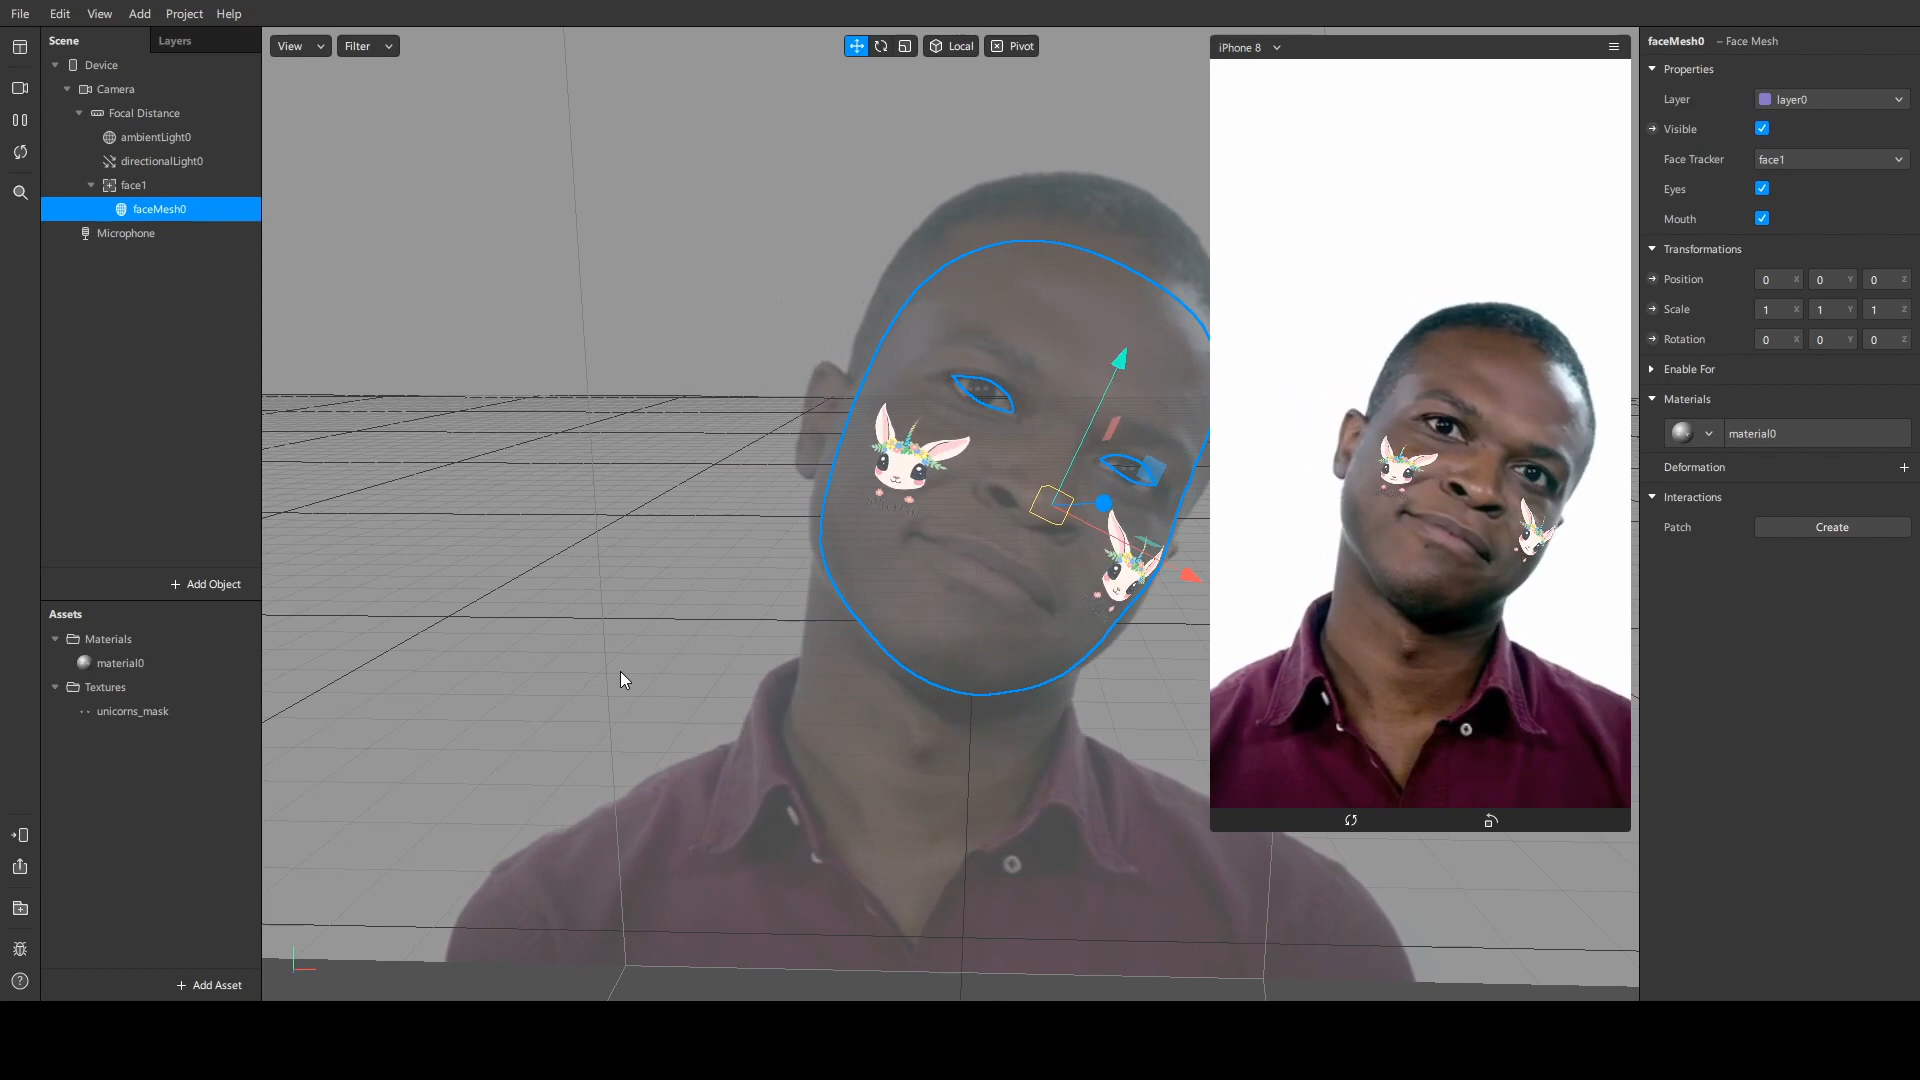 File Edit View Add Project Help
Scene Layers
Device
Camera
Focal Distance
ambientLight0
directionalLight0
face1
faceMesh0
Microphone
+ Add Object
Assets
Materials
material0
Textures
unicorns_mask
+ Add Asset
View Filter
Local Pivot
iPhone 8
faceMesh0 – Face Mesh
Properties
Layer layer0
Visible
Face Tracker face1
Eyes
Mouth
Transformations
Position 0 X 0 Y 0 Z
Scale 1 X 1 Y 1 Z
Rotation 0 X 0 Y 0 Z
Enable For
Materials
material0
Deformation +
Interactions
Patch Create